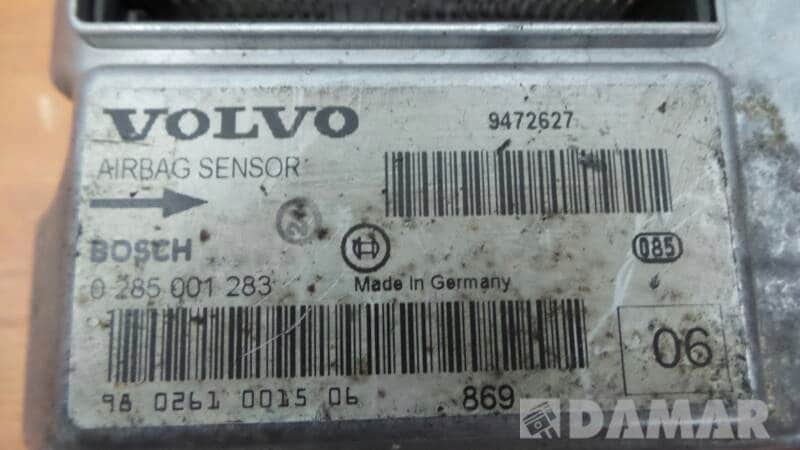 VOLVO 9472627
AIRBAG SENSOR
24
BOSCH
085
0 285 001 283 Made in Germany
06
98 0261 0015 06 869
DAMAR